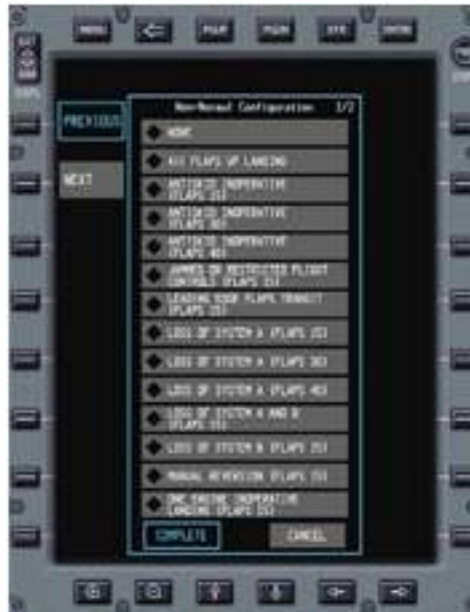 MENU
PREVIOUS
NEXT
Non-Normal Configuration 1/2
NONE
ALL FLAPS UP LANDING
ANTISKID INOPERATIVE
(FLAPS 15)
ANTISKID INOPERATIVE
(FLAPS 30)
ANTISKID INOPERATIVE
(FLAPS 40)
JAMMED OR RESTRICTED FLIGHT
CONTROLS (FLAPS 15)
LEADING EDGE FLAPS TRANSIT
(FLAPS 15)
LOSS OF SYSTEM A (FLAPS 15)
LOSS OF SYSTEM A (FLAPS 30)
LOSS OF SYSTEM A (FLAPS 40)
LOSS OF SYSTEM A AND B
(FLAPS 15)
LOSS OF SYSTEM B (FLAPS 15)
MANUAL REVERSION (FLAPS 15)
ONE ENGINE INOPERATIVE
LANDING (FLAPS 15)
COMPLETE CANCEL